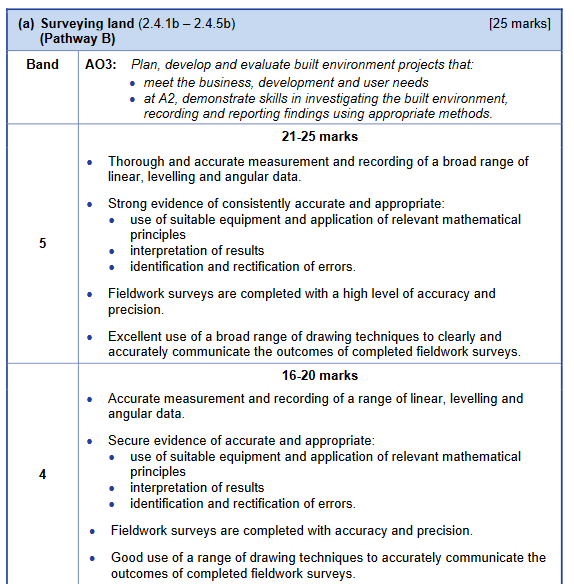 (a) Surveying land (2.4.1b – 2.4.5b) [25 marks]
(Pathway B)
Band AO3: Plan, develop and evaluate built environment projects that:
• meet the business, development and user needs
• at A2, demonstrate skills in investigating the built environment,
recording and reporting findings using appropriate methods.
21-25 marks
• Thorough and accurate measurement and recording of a broad range of
linear, levelling and angular data.
• Strong evidence of consistently accurate and appropriate:
• use of suitable equipment and application of relevant mathematical
principles
5
• interpretation of results
• identification and rectification of errors.
• Fieldwork surveys are completed with a high level of accuracy and
precision.
• Excellent use of a broad range of drawing techniques to clearly and
accurately communicate the outcomes of completed fieldwork surveys.
16-20 marks
• Accurate measurement and recording of a range of linear, levelling and
angular data.
• Secure evidence of accurate and appropriate:
• use of suitable equipment and application of relevant mathematical
principles
4
• interpretation of results
• identification and rectification of errors.
• Fieldwork surveys are completed with accuracy and precision.
• Good use of a range of drawing techniques to accurately communicate the
outcomes of completed fieldwork surveys.